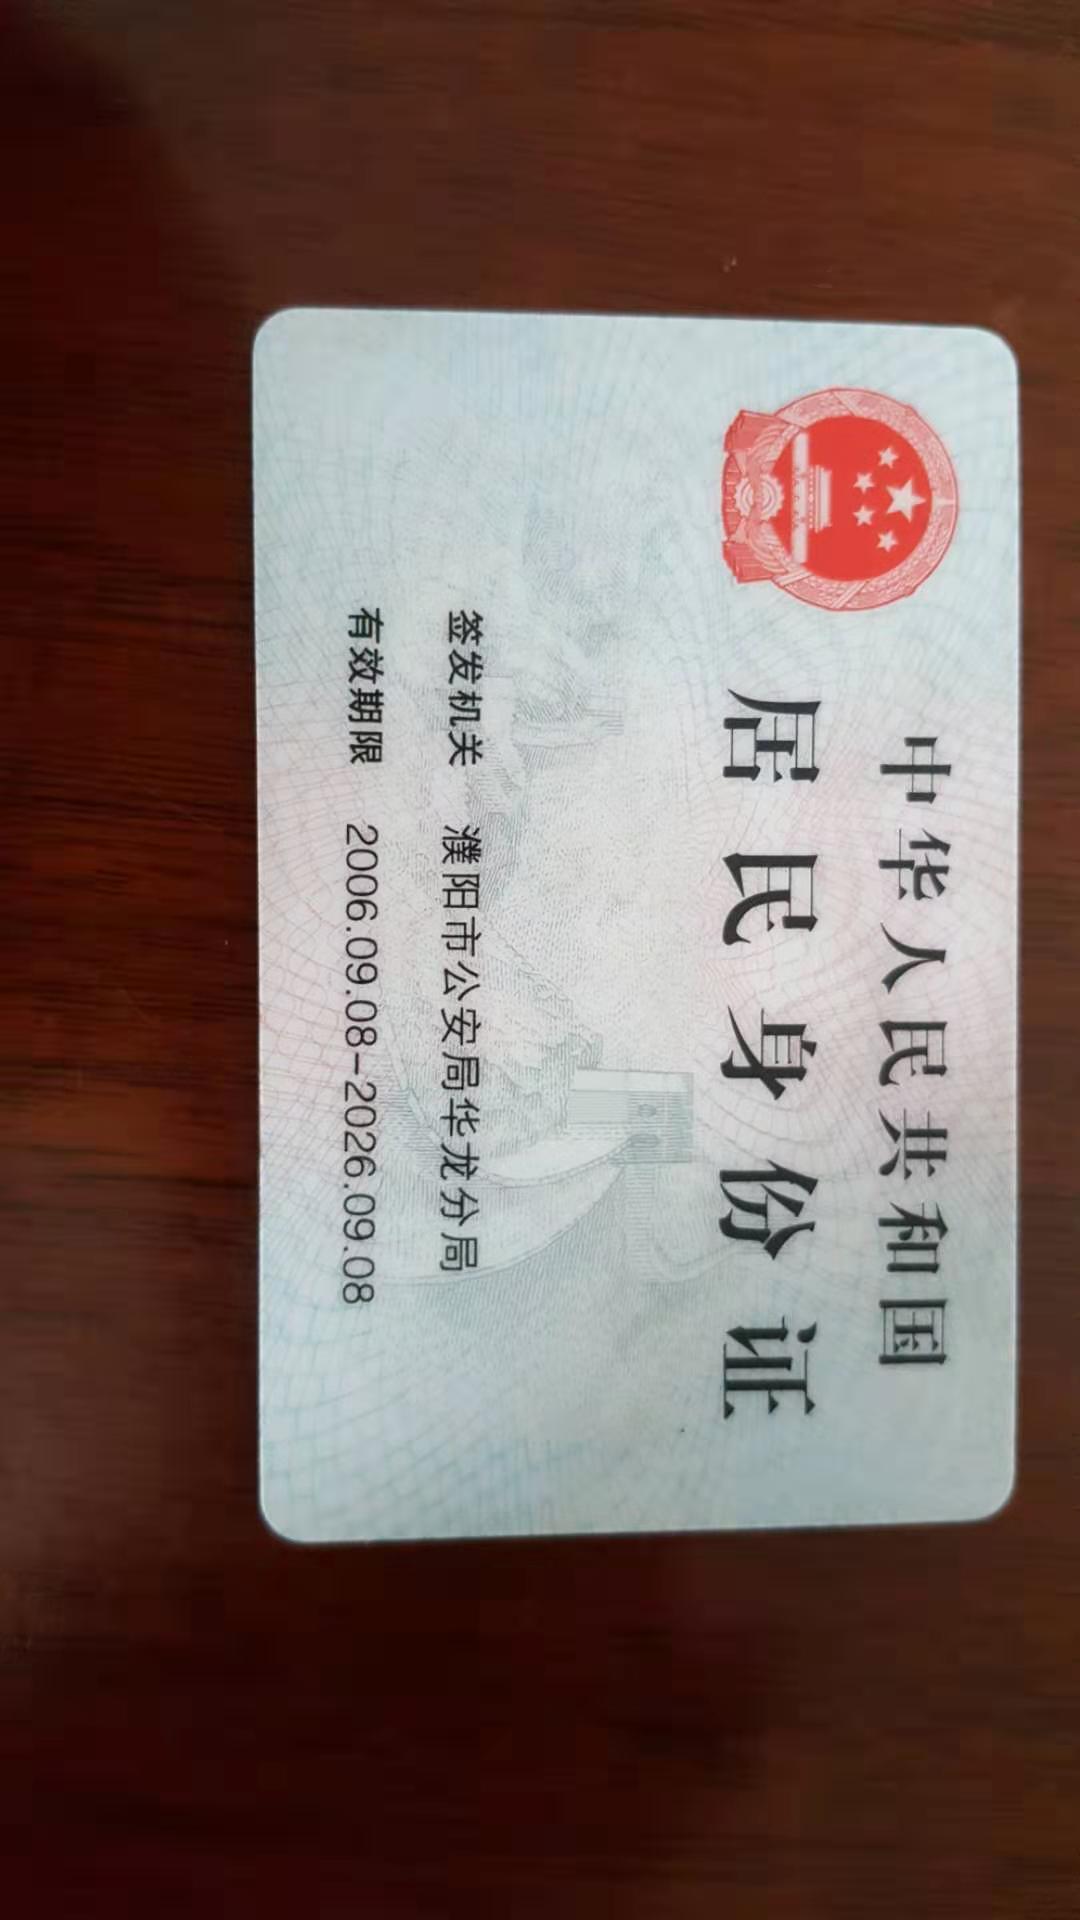 中华人民共和国
居民身份证
签发机关 濮阳市公安局华龙分局
有效期限 2006.09.08-2026.09.08